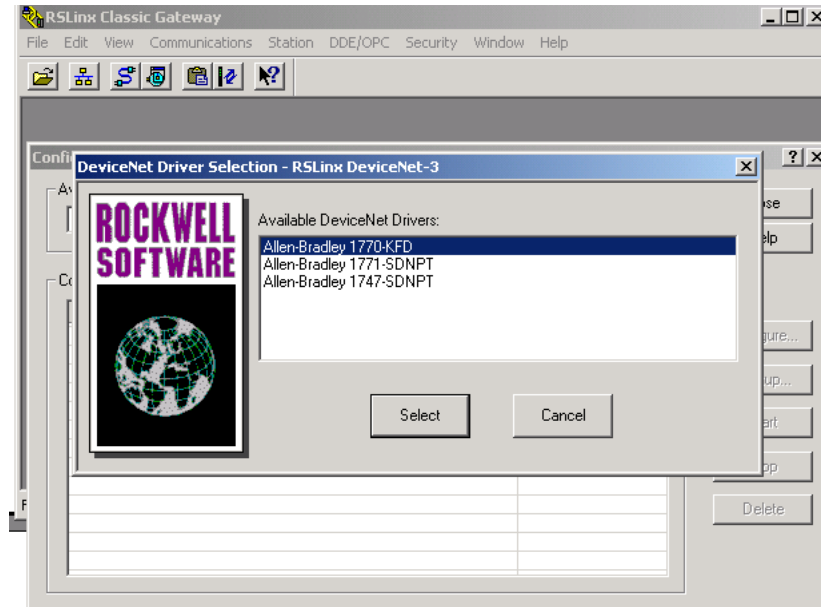 RSLinx Classic Gateway
File Edit View Communications Station DDE/OPC Security Window Help
DeviceNet Driver Selection - RSLinx DeviceNet-3
ROCKWELL
SOFTWARE
Available DeviceNet Drivers:
Allen-Bradley 1770-KFD
Allen-Bradley 1771-SDNPT
Allen-Bradley 1747-SDNPT
Select
Cancel
Delete